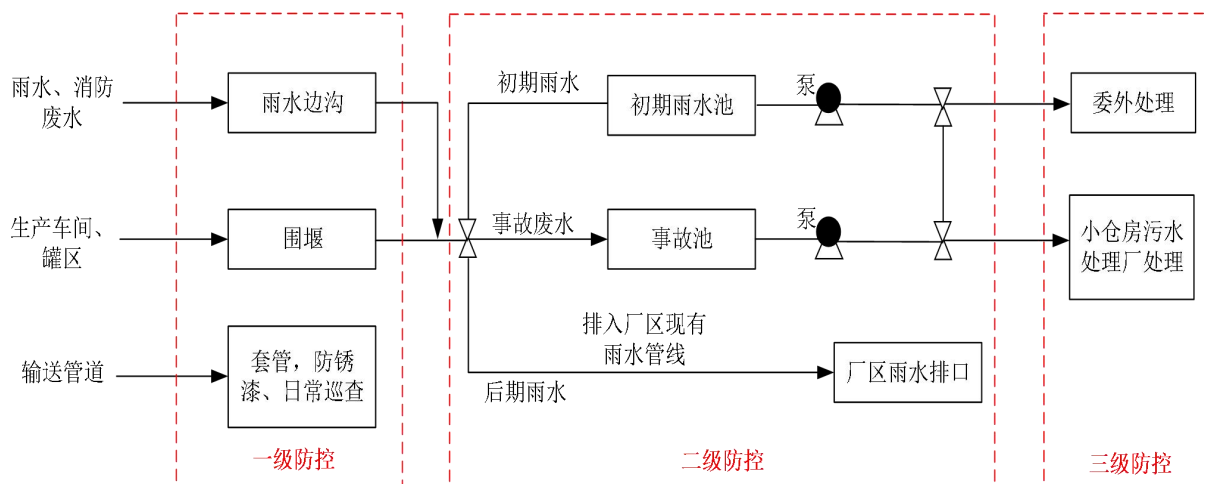 雨水、消防
废水
雨水边沟
初期雨水
初期雨水池
泵
委外处理
生产车间、
罐区
围堰
事故废水
事故池
泵
小仓房污水
处理厂处理
输送管道
套管，防锈
漆、日常巡查
排入厂区现有
雨水管线
后期雨水
厂区雨水排口
一级防控
二级防控
三级防控